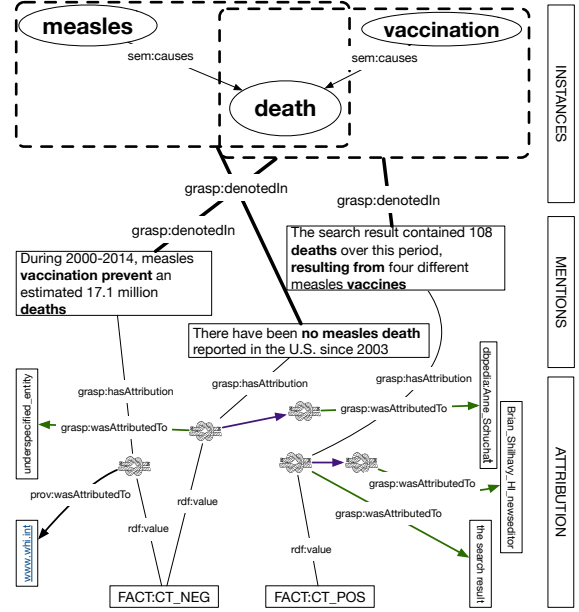 measles
vaccination
sem:causes
sem:causes
death
INSTANCES
grasp:denotedIn
grasp:denotedIn
grasp:denotedIn
During 2000-2014, measles
vaccination prevent an
estimated 17.1 million
deaths
The search result contained 108
deaths over this period,
resulting from four different
measles vaccines
There have been no measles death
reported in the U.S. since 2003
MENTIONS
underspecified_entity
grasp:hasAttribution
grasp:hasAttribution
grasp:hasAttribution
grasp:wasAttributedTo
grasp:wasAttributedTo
dbpedia:Anne_Schuchat
Brian_Shilhavy_HI_newseditor
grasp:wasAttributedTo
prov:wasAttributedTo
grasp:wasAttributedTo
rdf:value
rdf:value
rdf:value
www.whi.int
the search result
ATTRIBUTION
FACT:CT_NEG
FACT:CT_POS